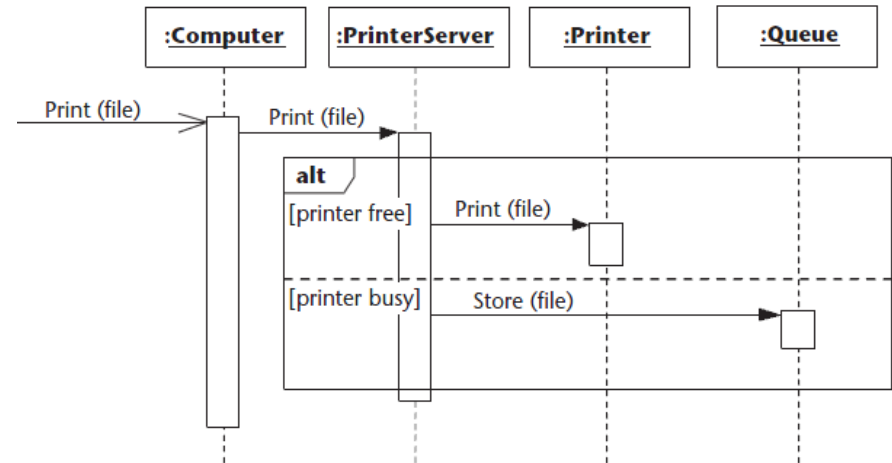 :Computer
:PrinterServer
:Printer
:Queue
Print (file)
Print (file)
alt
[printer free]
Print (file)
[printer busy]
Store (file)